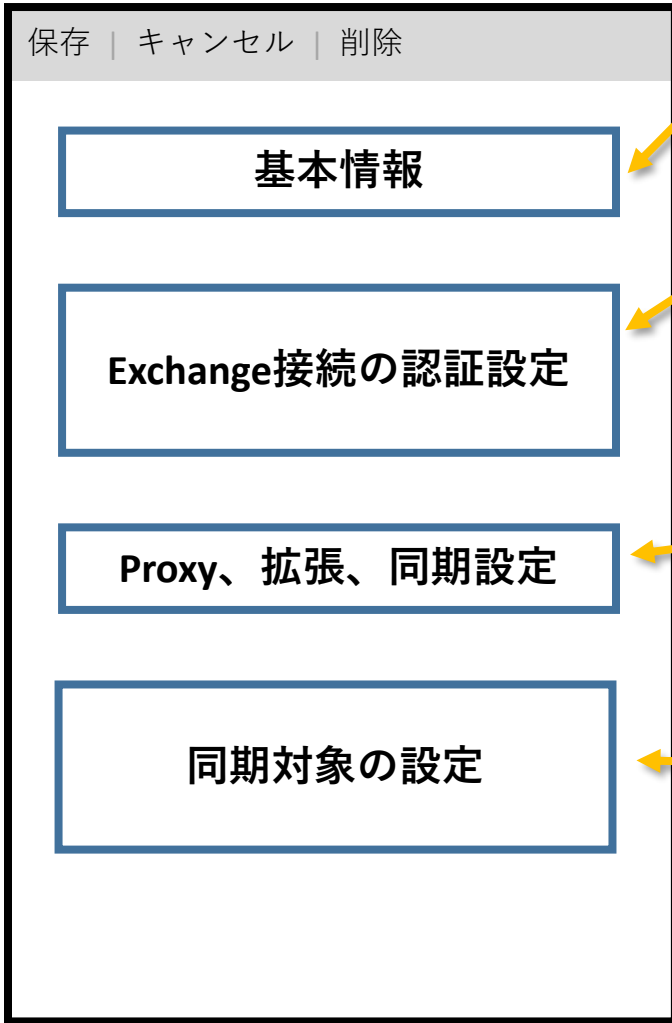 保存 | キャンセル | 削除
基本情報
Exchange接続の認証設定
Proxy、拡張、同期設定
同期対象の設定